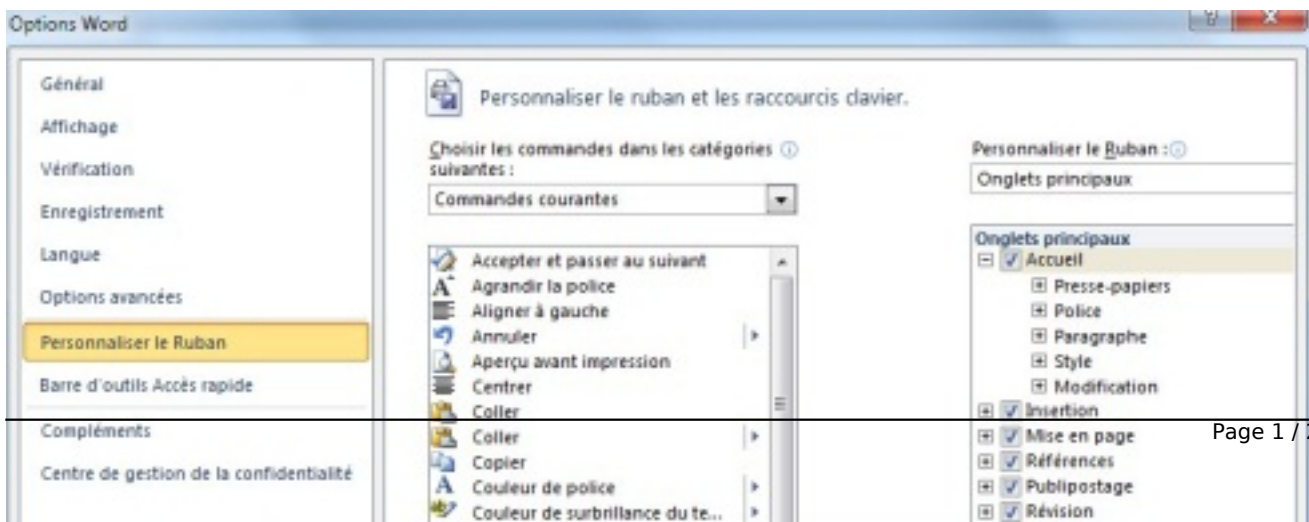 Options Word
Général
Affichage
Vérification
Enregistrement
Langue
Options avancées
Personnaliser le Ruban
Barre d'outils Accès rapide
Compléments
Centre de gestion de la confidentialité
Personnaliser le ruban et les raccourcis clavier.
Choisir les commandes dans les catégories
suivantes :
Commandes courantes
Accepter et passer au suivant
Agrandir la police
Aligner à gauche
Annuler
Aperçu avant impression
Centrer
Coller
Coller
Copier
Couleur de police
Couleur de surbrillance du te...
Personnaliser le Ruban :
Onglets principaux
Onglets principaux
Accueil
Presse-papiers
Police
Paragraphe
Style
Modification
Insertion
Mise en page
Références
Publipostage
Révision
Page 1 /